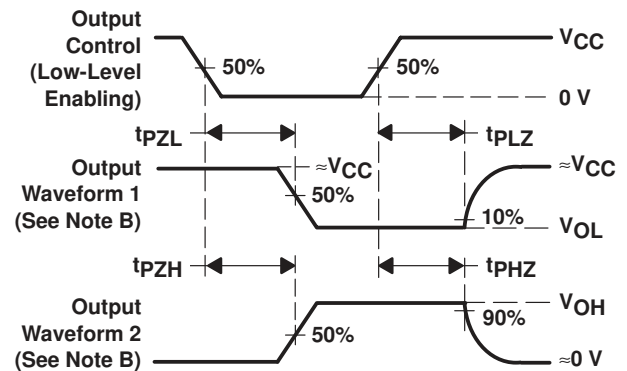 Output
Control
(Low-Level
Enabling)
50%
50%
VCC
0 V
tPZL
tPLZ
Output
Waveform 1
(See Note B)
≈VCC
50%
≈VCC
10%
VOL
tPZH
tPHZ
Output
Waveform 2
(See Note B)
50%
VOH
90%
≈0 V